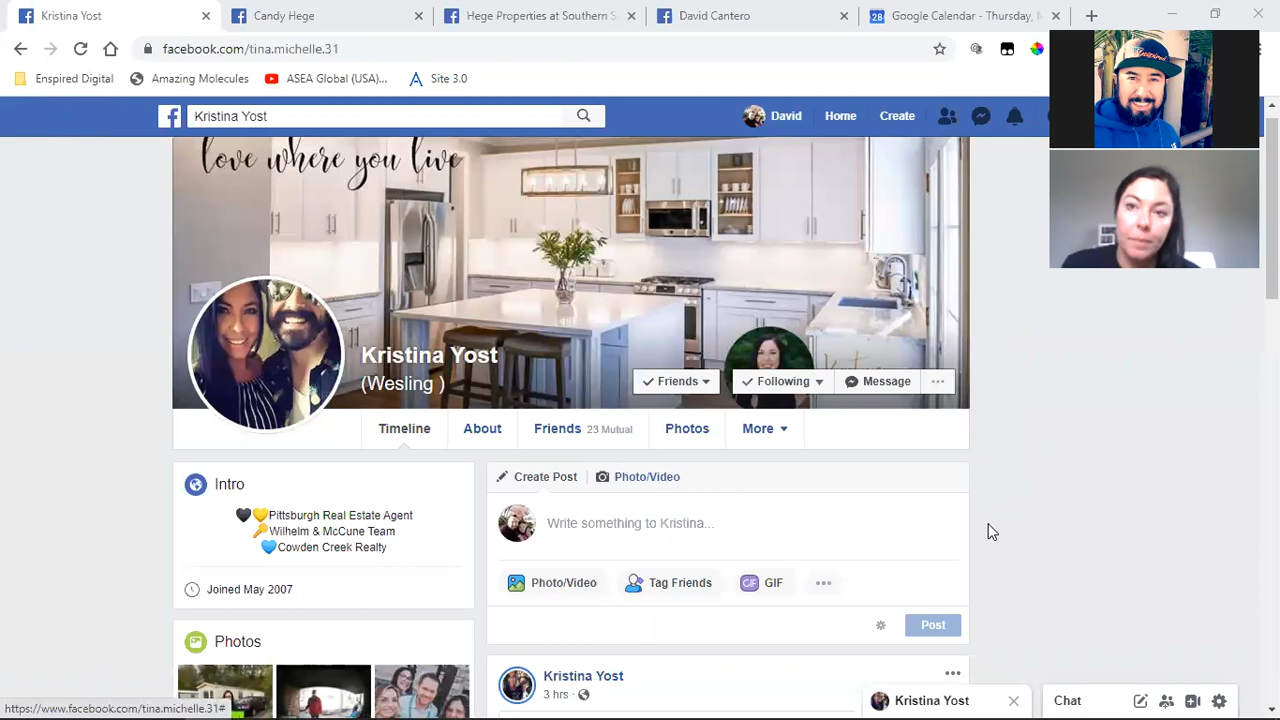 Kristina Yost
Candy Hege
Hege Properties at Southern S
David Cantero
Google Calendar - Thursday, M
facebook.com/tina.michelle.31
Enspired Digital
Amazing Molecules
ASEA Global (USA)...
Site 3.0
Kristina Yost
David
Home
Create
love where you live
Kristina Yost
(Wesling )
Friends
Following
Message
Timeline
About
Friends 23 Mutual
Photos
More
Intro
Pittsburgh Real Estate Agent
Wilhelm & McCune Team
Cowden Creek Realty
Joined May 2007
Photos
Create Post
Photo/Video
Write something to Kristina...
Photo/Video
Tag Friends
GIF
Post
Kristina Yost
3 hrs ·
https://www.facebook.com/tina.michelle.31#
Kristina Yost
Chat